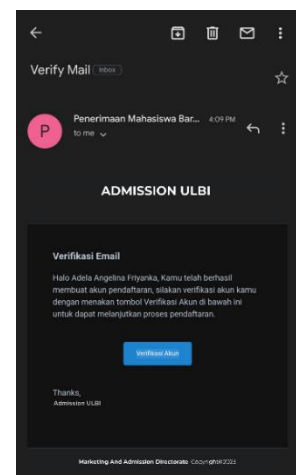 Verify Mail Inbox
P
Penerimaan Mahasiswa Bar... 4:09 PM
to me
ADMISSION ULBI
Verifikasi Email
Halo Adela Angelina Friyanka, Kamu telah berhasil
membuat akun pendaftaran, silakan verifikasi akun kamu
dengan menakan tombol Verifikasi Akun di bawah ini
untuk dapat melanjutkan proses pendaftaran.
Verifikasi Akun
Thanks,
Admission ULBI
Marketing And Admission Directorate Copyright©2023